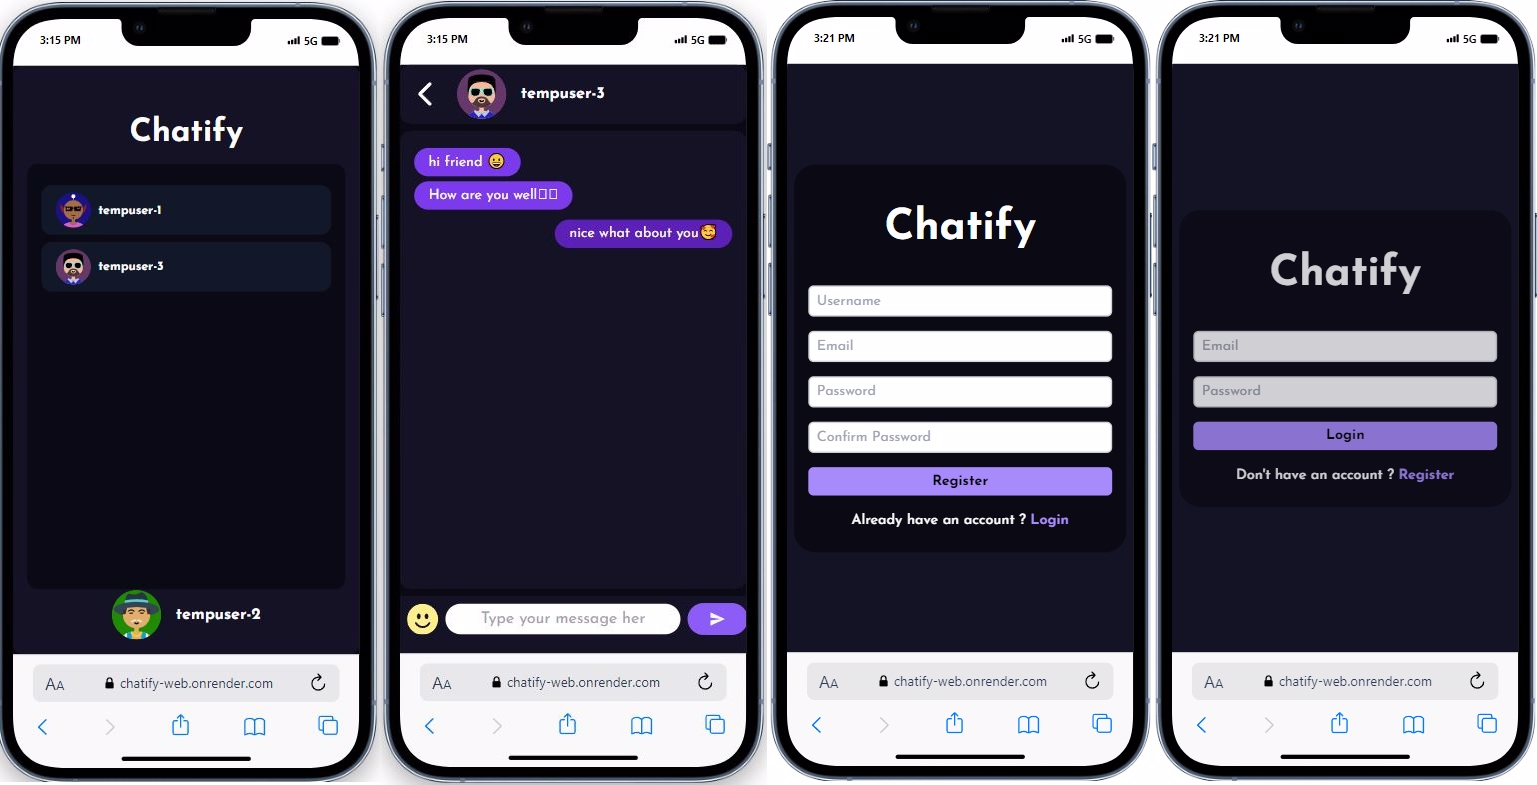 3:15 PM
5G
Chatify
tempuser-1
tempuser-3
tempuser-2
AA
chatify-web.onrender.com
3:15 PM
5G
tempuser-3
hi friend 😀
How are you well▯▯
nice what about you🥰
Type your message her
AA
chatify-web.onrender.com
3:21 PM
5G
Chatify
Username
Email
Password
Confirm Password
Register
Already have an account ? Login
AA
chatify-web.onrender.com
3:21 PM
5G
Chatify
Email
Password
Login
Don't have an account ? Register
AA
chatify-web.onrender.com